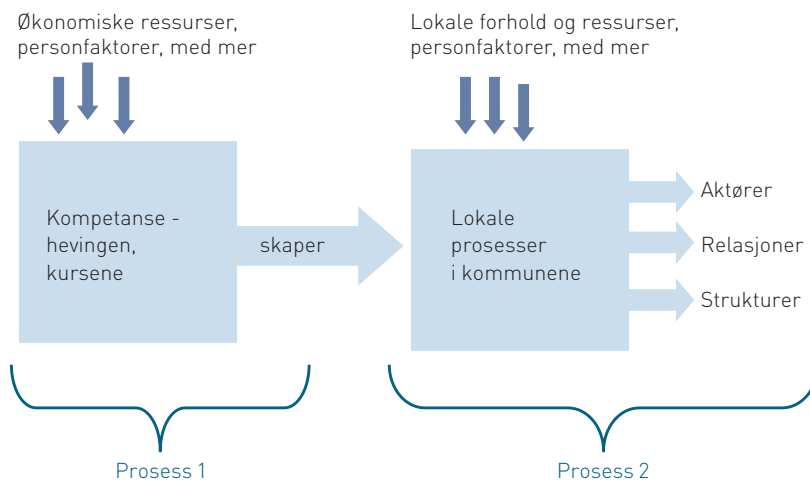 Økonomiske ressurser,
personfaktorer, med mer
Lokale forhold og ressurser,
personfaktorer, med mer
Kompetanse -
hevingen,
kursene
skaper
Lokale
prosesser
i kommunene
Aktører
Relasjoner
Strukturer
Prosess 1
Prosess 2